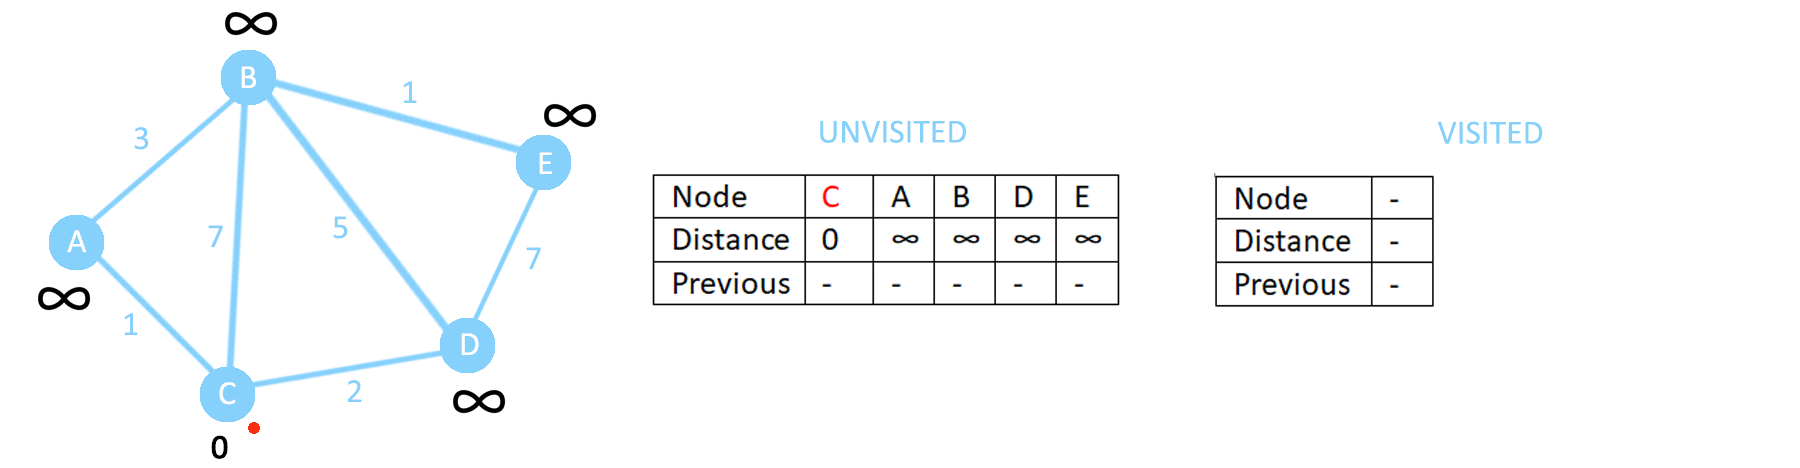 ∞
B
1
∞
3
E
7
5
A
7
∞
1
D
C
2
∞
0
UNVISITED
Node C A B D E
Distance 0 ∞ ∞ ∞ ∞
Previous - - - - -
VISITED
Node -
Distance -
Previous -